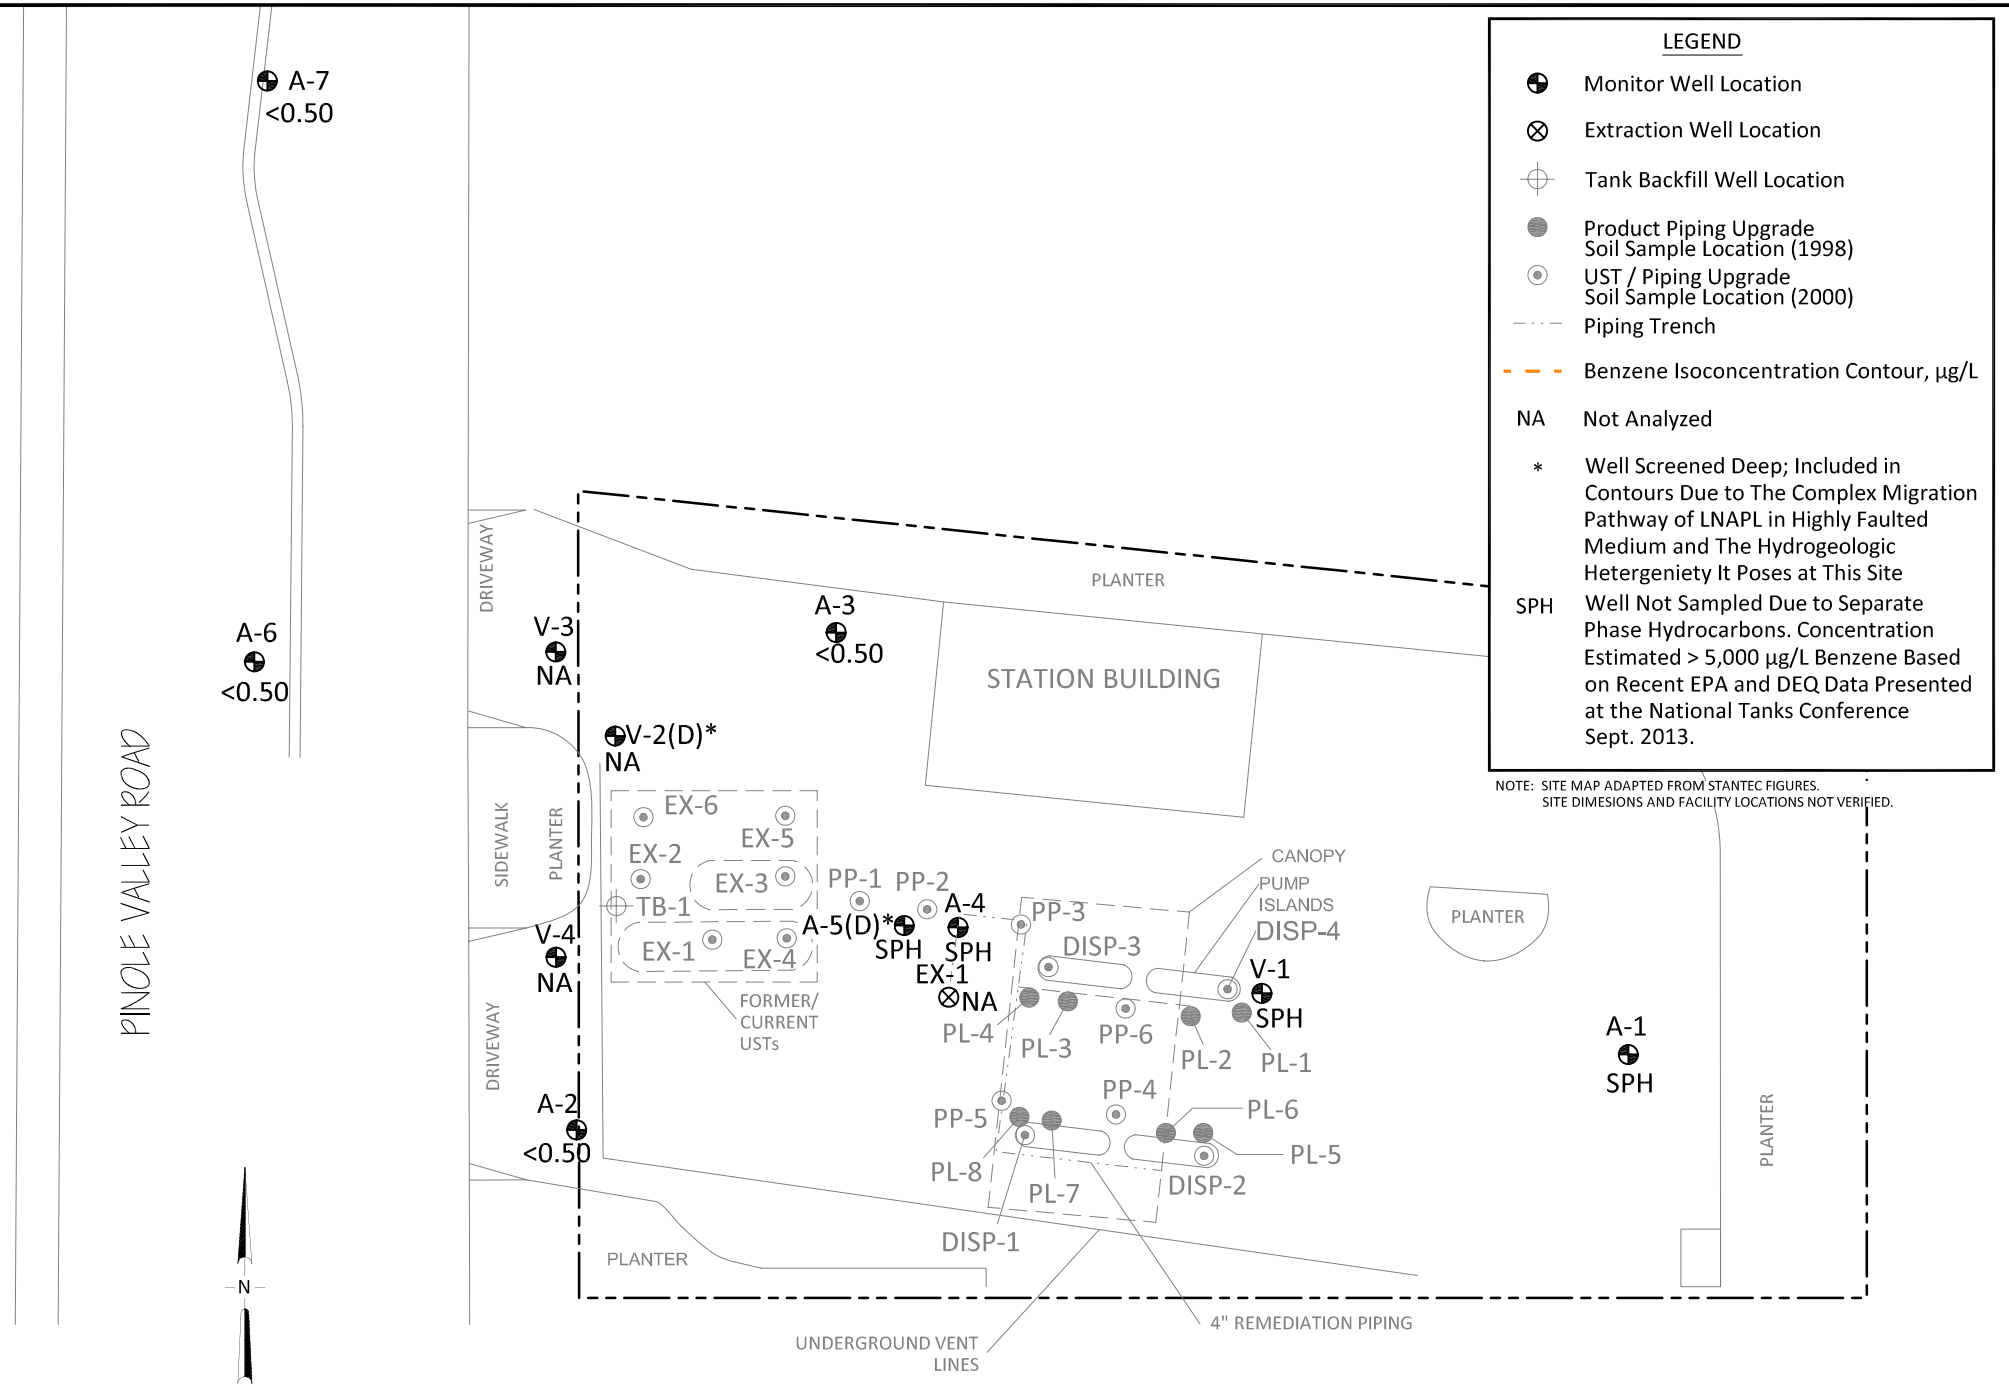 LEGEND
Monitor Well Location
Extraction Well Location
Tank Backfill Well Location
Product Piping Upgrade
Soil Sample Location (1998)
UST / Piping Upgrade
Soil Sample Location (2000)
Piping Trench
Benzene Isoconcentration Contour, µg/L
NA Not Analyzed
* Well Screened Deep; Included in
Contours Due to The Complex Migration
Pathway of LNAPL in Highly Faulted
Medium and The Hydrogeologic
Hetergeniety It Poses at This Site
SPH Well Not Sampled Due to Separate
Phase Hydrocarbons. Concentration
Estimated > 5,000 µg/L Benzene Based
on Recent EPA and DEQ Data Presented
at the National Tanks Conference
Sept. 2013.
NOTE: SITE MAP ADAPTED FROM STANTEC FIGURES.
SITE DIMESIONS AND FACILITY LOCATIONS NOT VERIFIED.
A-7
<0.50
A-6
<0.50
PINOLE VALLEY ROAD
N
DRIVEWAY
SIDEWALK
PLANTER
DRIVEWAY
V-3
NA
V-2(D)*
NA
A-3
<0.50
PLANTER
STATION BUILDING
EX-6
EX-5
EX-2
EX-3
TB-1
EX-1
EX-4
V-4
NA
A-2
<0.50
FORMER/
CURRENT
USTs
PP-1
PP-2
A-5(D)*
SPH
A-4
SPH
EX-1
NA
CANOPY
PUMP
ISLANDS
PP-3
DISP-3
DISP-4
V-1
SPH
PL-4
PL-3
PP-6
PL-2
PL-1
PLANTER
A-1
SPH
PLANTER
PP-5
PP-4
PL-6
PL-5
PL-8
PL-7
DISP-2
DISP-1
PLANTER
4" REMEDIATION PIPING
UNDERGROUND VENT
LINES